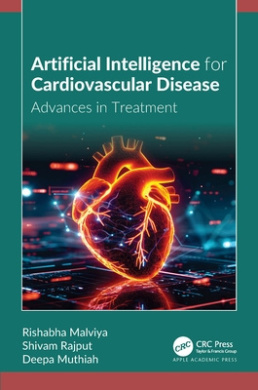 Artificial Intelligence for
Cardiovascular Disease
Advances in Treatment
Rishabha Malviya
Shivam Rajput
Deepa Muthiah
CRC
CRC Press
Taylor & Francis Group
APPLE ACADEMIC PRESS